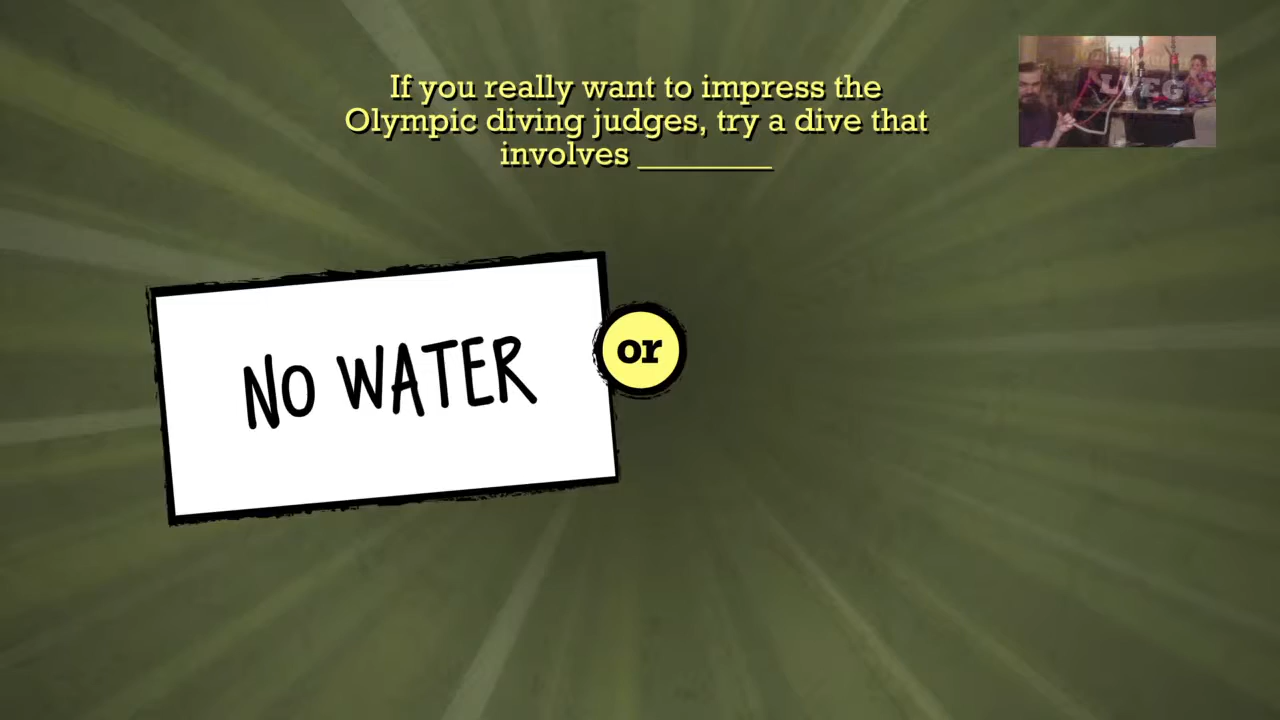 If you really want to impress the
Olympic diving judges, try a dive that
involves ________
NO WATER
or